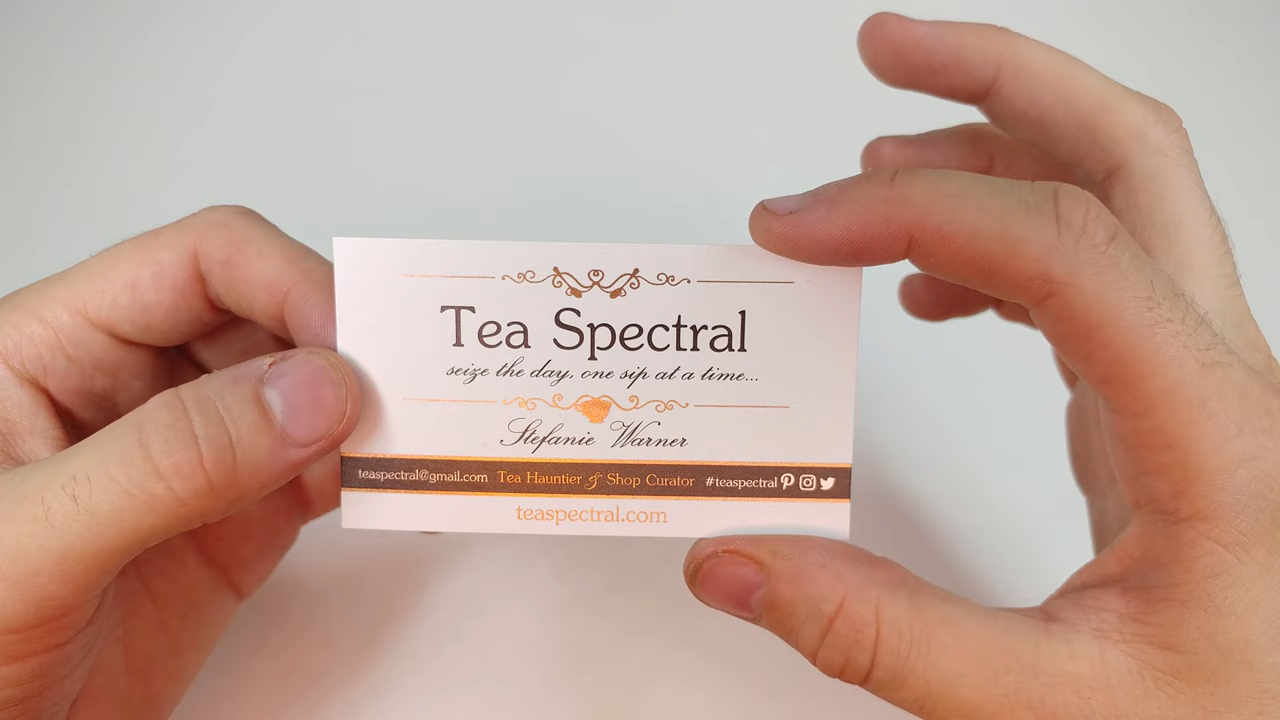 Tea Spectral
seize the day, one sip at a time...
Stefanie Warner
teaspectral@gmail.com Tea Hauntier & Shop Curator #teaspectral
teaspectral.com